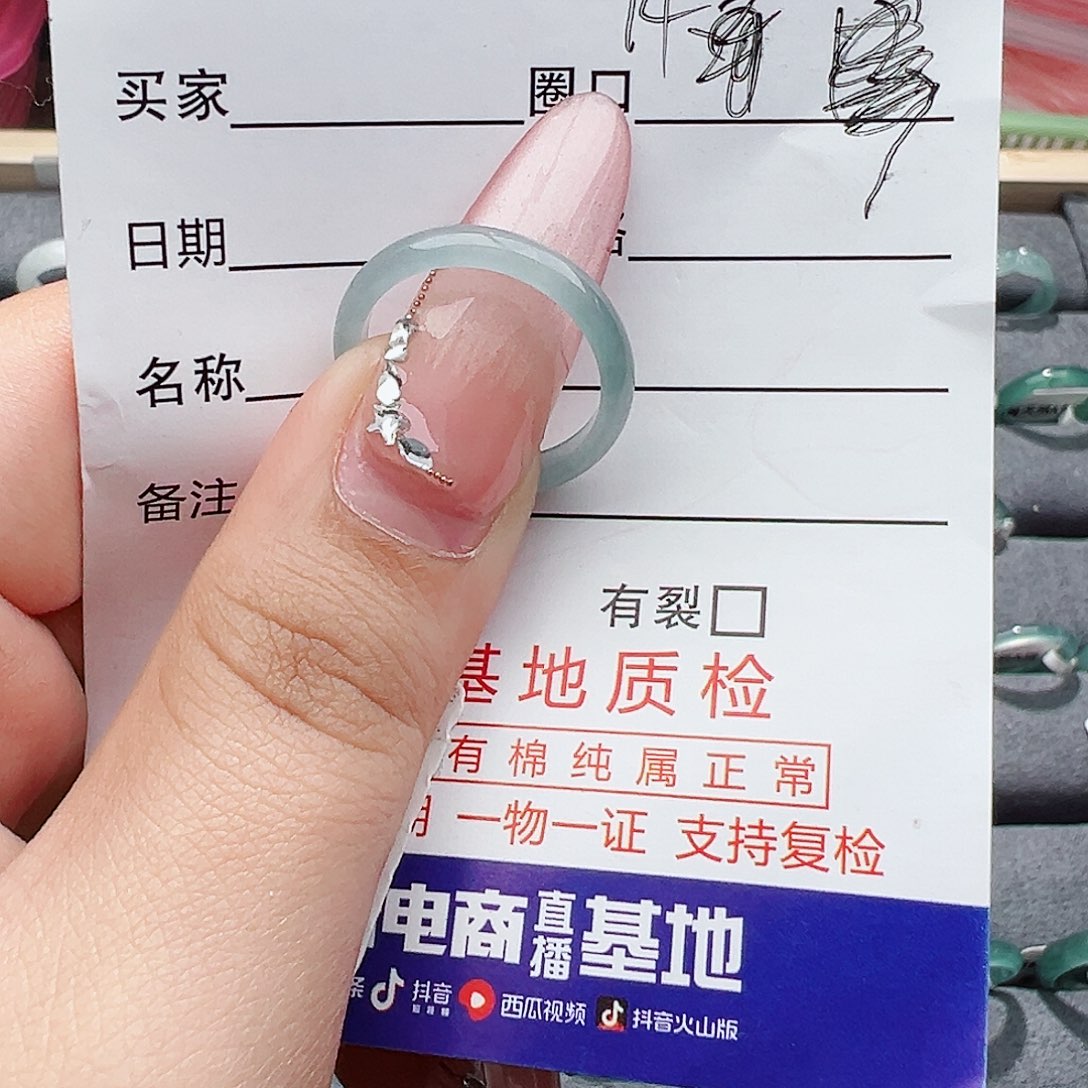 买家 圈口
日期
名称
备注
有裂
基地质检
有棉纯属正常
一物一证 支持复检
电商直播基地
抖音 西瓜视频 抖音火山版